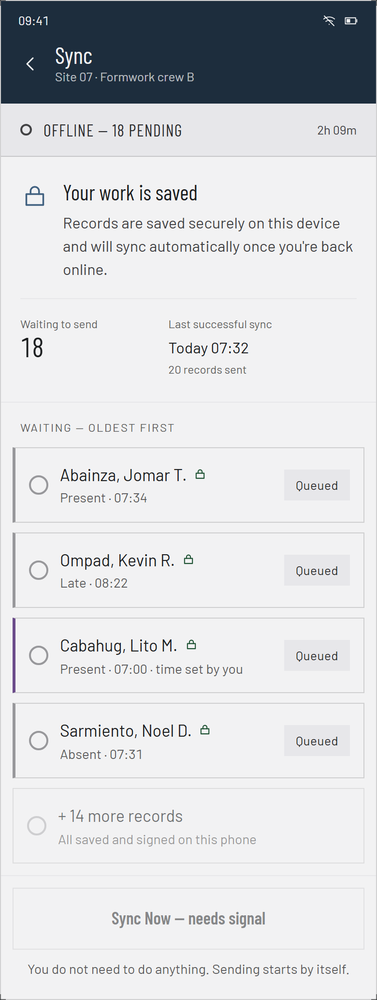 09:41
Sync
Site 07 · Formwork crew B
OFFLINE — 18 PENDING
2h 09m
Your work is saved
Records are saved securely on this device
and will sync automatically once you're back
online.
Waiting to send
18
Last successful sync
Today 07:32
20 records sent
WAITING — OLDEST FIRST
Abainza, Jomar T.
Present · 07:34
Queued
Ompad, Kevin R.
Late · 08:22
Queued
Cabahug, Lito M.
Present · 07:00 · time set by you
Queued
Sarmiento, Noel D.
Absent · 07:31
Queued
+ 14 more records
All saved and signed on this phone
Sync Now — needs signal
You do not need to do anything. Sending starts by itself.